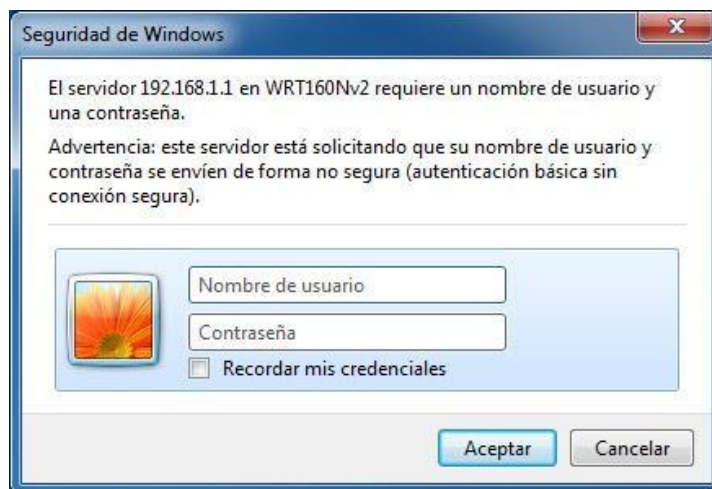 Seguridad de Windows
El servidor 192.168.1.1 en WRT160Nv2 requiere un nombre de usuario y
una contraseña.
Advertencia: este servidor está solicitando que su nombre de usuario y
contraseña se envíen de forma no segura (autenticación básica sin
conexión segura).
Nombre de usuario
Contraseña
Recordar mis credenciales
Aceptar
Cancelar